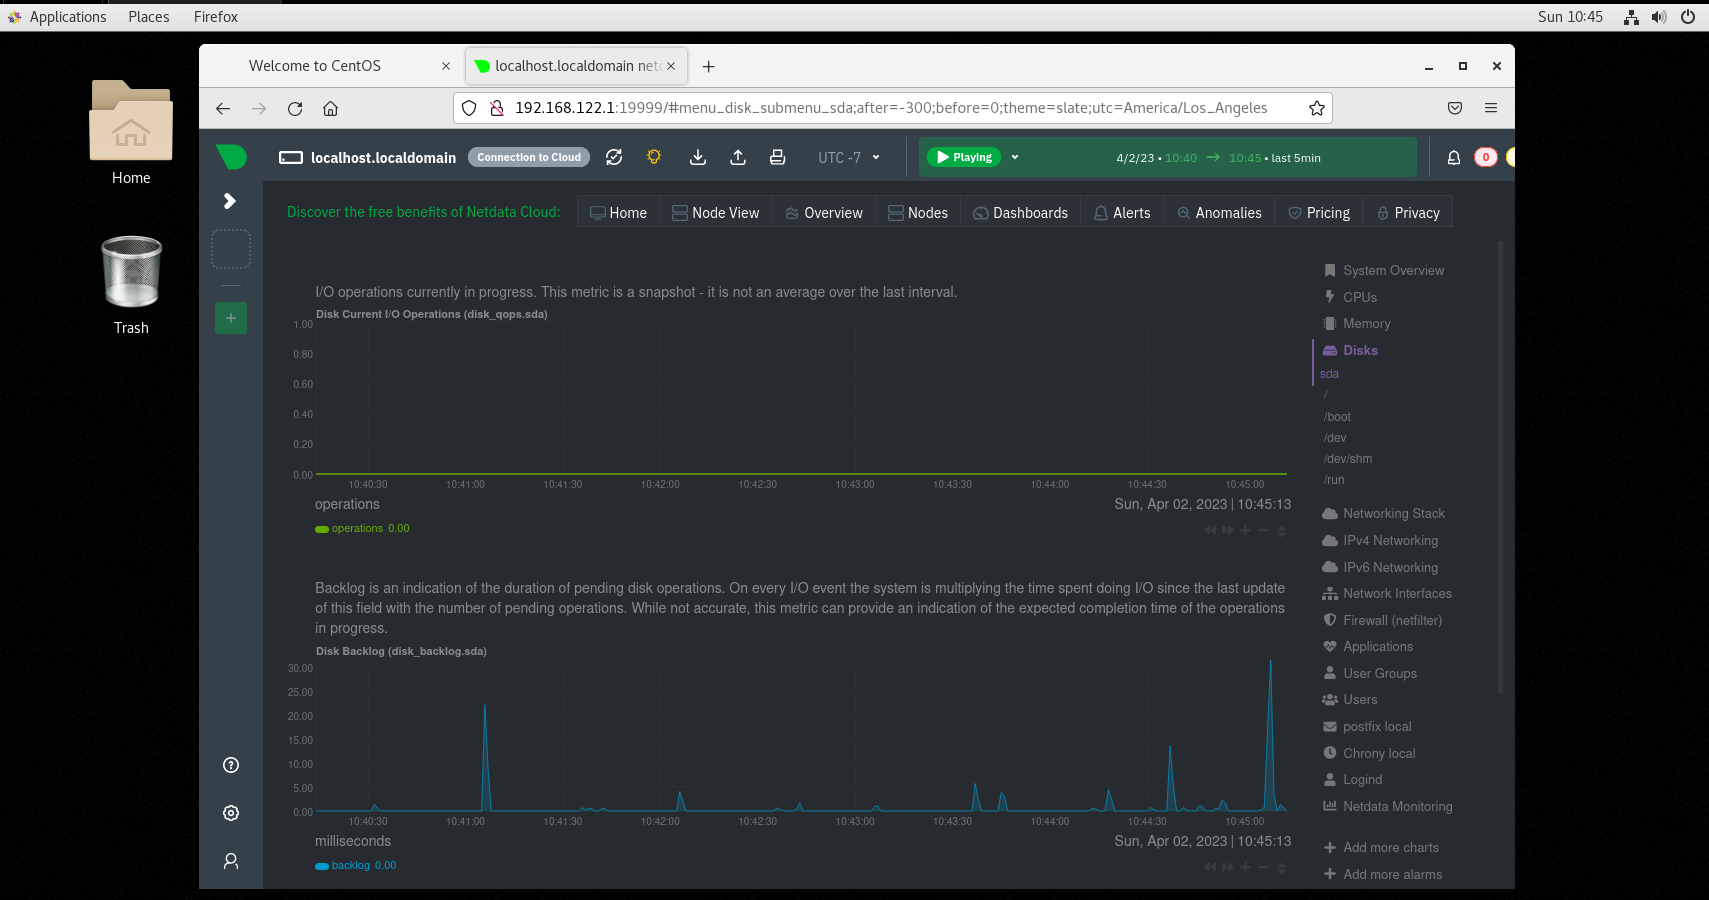 Applications Places Firefox Sun 10:45
Home
Trash
Welcome to CentOS localhost.localdomain
192.168.122.1:19999/#menu_disk_submenu_sda;after=-300;before=0;theme=slate;utc=America/Los_Angeles
localhost.localdomain Connection to Cloud UTC -7 Playing 4/2/23 • 10:40 → 10:45 • last 5min 0
Discover the free benefits of Netdata Cloud: Home Node View Overview Nodes Dashboards Alerts Anomalies Pricing Privacy
I/O operations currently in progress. This metric is a snapshot - it is not an average over the last interval.
Disk Current I/O Operations (disk_qops.sda)
1.00
0.80
0.60
0.40
0.20
0.00
10:40:30 10:41:00 10:41:30 10:42:00 10:42:30 10:43:00 10:43:30 10:44:00 10:44:30 10:45:00
operations Sun, Apr 02, 2023 | 10:45:13
operations 0.00
Backlog is an indication of the duration of pending disk operations. On every I/O event the system is multiplying the time spent doing I/O since the last update
of this field with the number of pending operations. While not accurate, this metric can provide an indication of the expected completion time of the operations
in progress.
Disk Backlog (disk_backlog.sda)
30.00
25.00
20.00
15.00
10.00
5.00
0.00
10:40:30 10:41:00 10:41:30 10:42:00 10:42:30 10:43:00 10:43:30 10:44:00 10:44:30 10:45:00
milliseconds Sun, Apr 02, 2023 | 10:45:13
backlog 0.00
System Overview
CPUs
Memory
Disks
sda
/
/boot
/dev
/dev/shm
/run
Networking Stack
IPv4 Networking
IPv6 Networking
Network Interfaces
Firewall (netfilter)
Applications
User Groups
Users
postfix local
Chrony local
Logind
Netdata Monitoring
Add more charts
Add more alarms